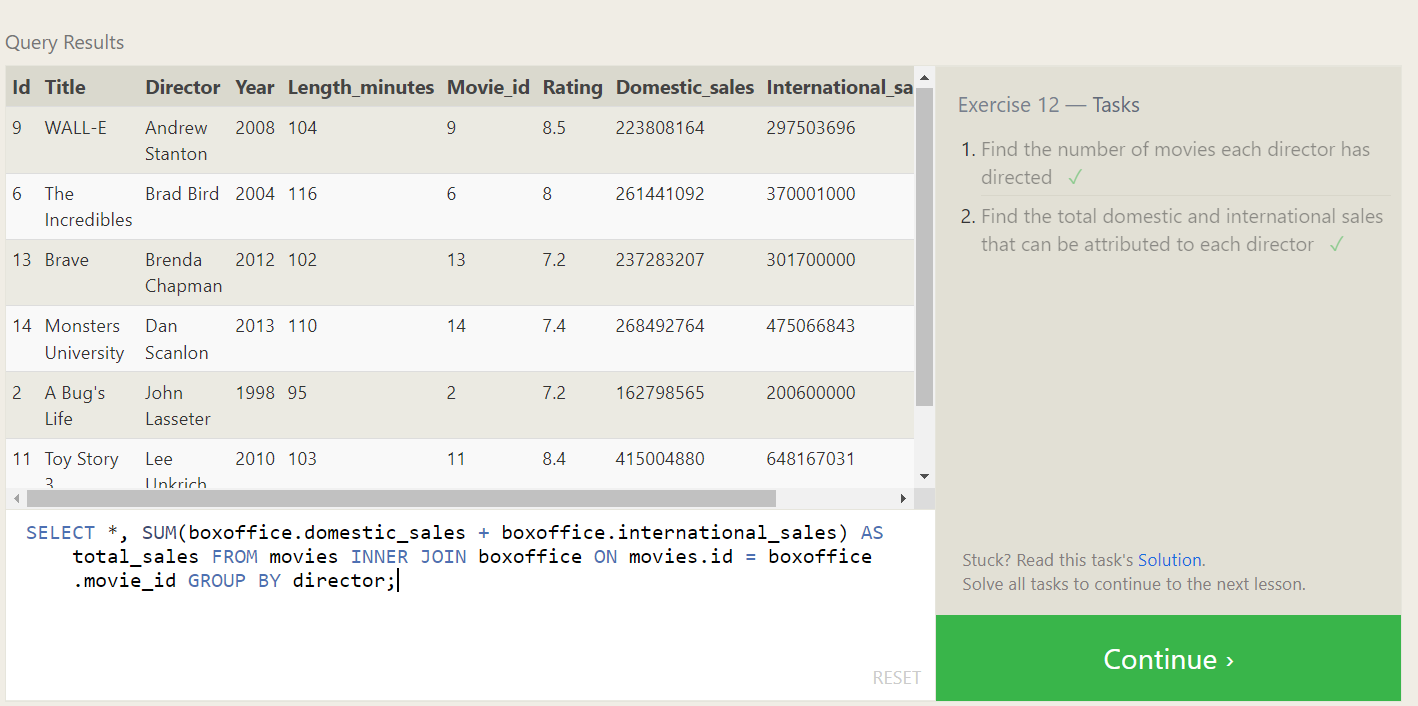 Query Results
Id Title Director Year Length_minutes Movie_id Rating Domestic_sales International_sa
9 WALL-E Andrew 2008 104 9 8.5 223808164 297503696
Stanton
6 The Brad Bird 2004 116 6 8 261441092 370001000
Incredibles
13 Brave Brenda 2012 102 13 7.2 237283207 301700000
Chapman
14 Monsters Dan 2013 110 14 7.4 268492764 475066843
University Scanlon
2 A Bug's John 1998 95 2 7.2 162798565 200600000
Life Lasseter
11 Toy Story Lee 2010 103 11 8.4 415004880 648167031
3 Unkrich
SELECT *, SUM(boxoffice.domestic_sales + boxoffice.international_sales) AS
total_sales FROM movies INNER JOIN boxoffice ON movies.id = boxoffice
.movie_id GROUP BY director;
RESET
Exercise 12 — Tasks
1. Find the number of movies each director has
directed ✓
2. Find the total domestic and international sales
that can be attributed to each director ✓
Stuck? Read this task's Solution.
Solve all tasks to continue to the next lesson.
Continue ›